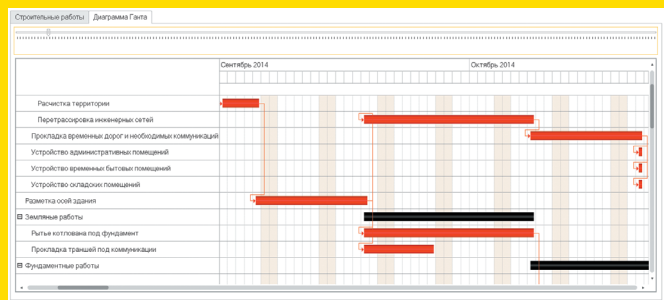 Строительные работы Диаграмма Ганта
Сентябрь 2014 Октябрь 2014
Расчистка территории
Перетрассировка инженерных сетей
Прокладка временных дорог и необходимых коммуникаций
Устройство административных помещений
Устройство временных бытовых помещений
Устройство складских помещений
Разметка осей здания
Земляные работы
Рытье котлована под фундамент
Прокладка траншей под коммуникации
Фундаментные работы